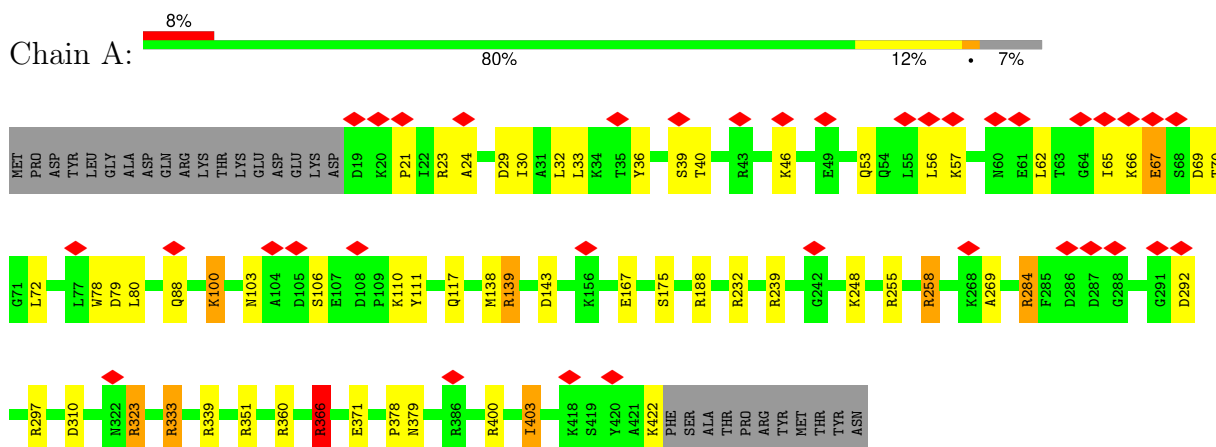 8%
Chain A:
80% 12% • 7%
MET PRO ASP TYR LEU GLY ALA ASP GLN ARG LYS THR LYS GLU ASP GLU LYS ASP D19 K20 P21 I22 R23 A24 D29 I30 A31 L32 L33 K34 T35 Y36 S39 T40 R43 K46 E49 Q53 Q54 L55 L56 K57 N60 E61 L62 T63 G64 I65 K66 E67 S68 D69 T70
G71 L72 L77 W78 D79 L80 Q88 K100 N103 A104 D105 S106 E107 D108 P109 K110 Y111 Q117 M138 R139 D143 K156 E167 S175 R188 R232 R239 G242 K248 R255 R258 K268 A269 R284 F285 D286 D287 G288 G291 D292
R297 D310 N322 R323 R333 R339 R351 R360 R366 E371 P378 N379 R386 R400 I403 K418 S419 Y420 A421 K422 PHE SER ALA THR PRO ARG TYR MET THR TYR ASN